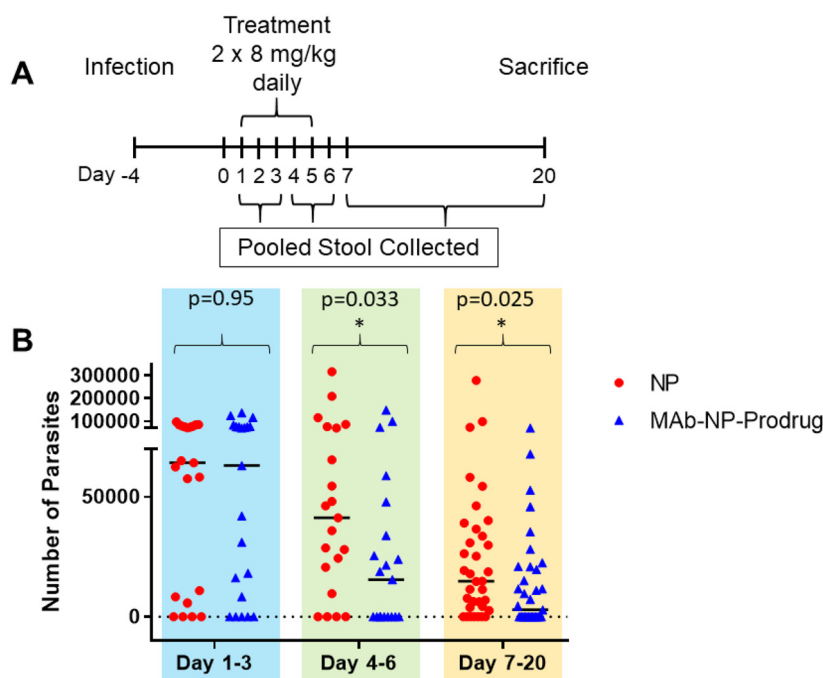 A
Infection
Treatment
2 x 8 mg/kg
daily
Sacrifice
Day -4 0 1 2 3 4 5 6 7 20
Pooled Stool Collected
B
p=0.95 p=0.033 p=0.025
* *
Number of Parasites
300000
200000
100000
50000
0
NP
MAb-NP-Prodrug
Day 1-3 Day 4-6 Day 7-20